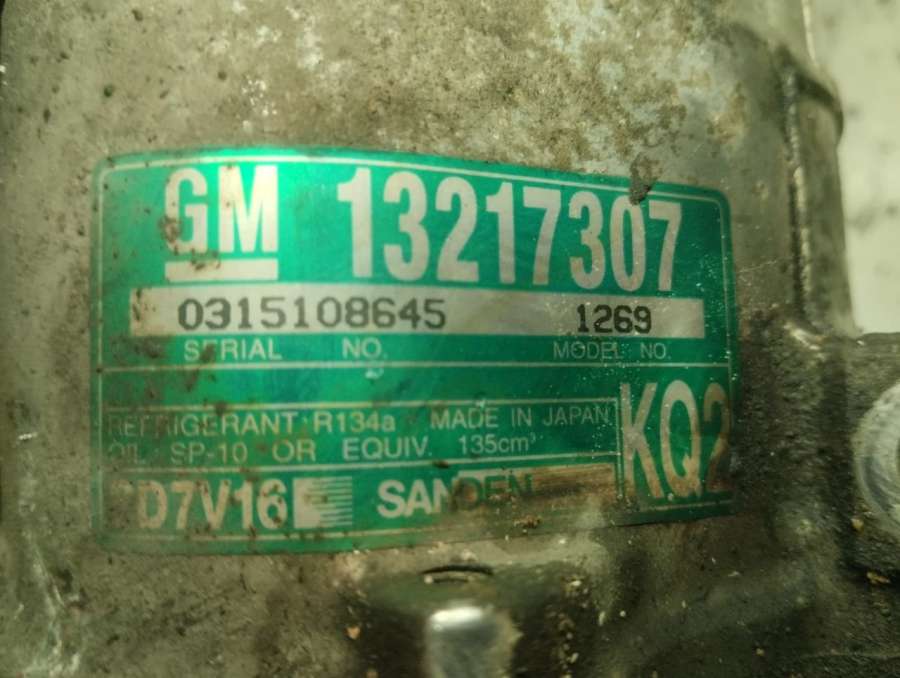 GM 13217307
0315108645 1269
SERIAL NO. MODEL NO.
REFRIGERANT R134a MADE IN JAPAN
OIL SP-10 OR EQUIV. 135cm³
KQ2
D7V16 SANDEN